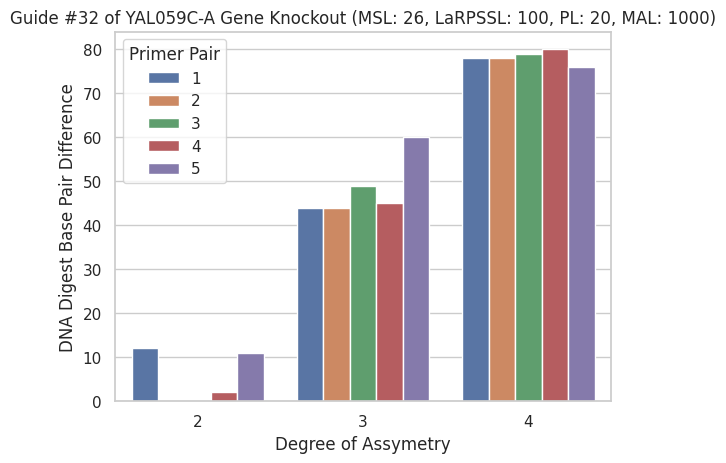 Guide #32 of YAL059C-A Gene Knockout (MSL: 26, LaRPSSL: 100, PL: 20, MAL: 1000)
Primer Pair
1
2
3
4
5
DNA Digest Base Pair Difference
80
70
60
50
40
30
20
10
0
2 3 4
Degree of Assymetry